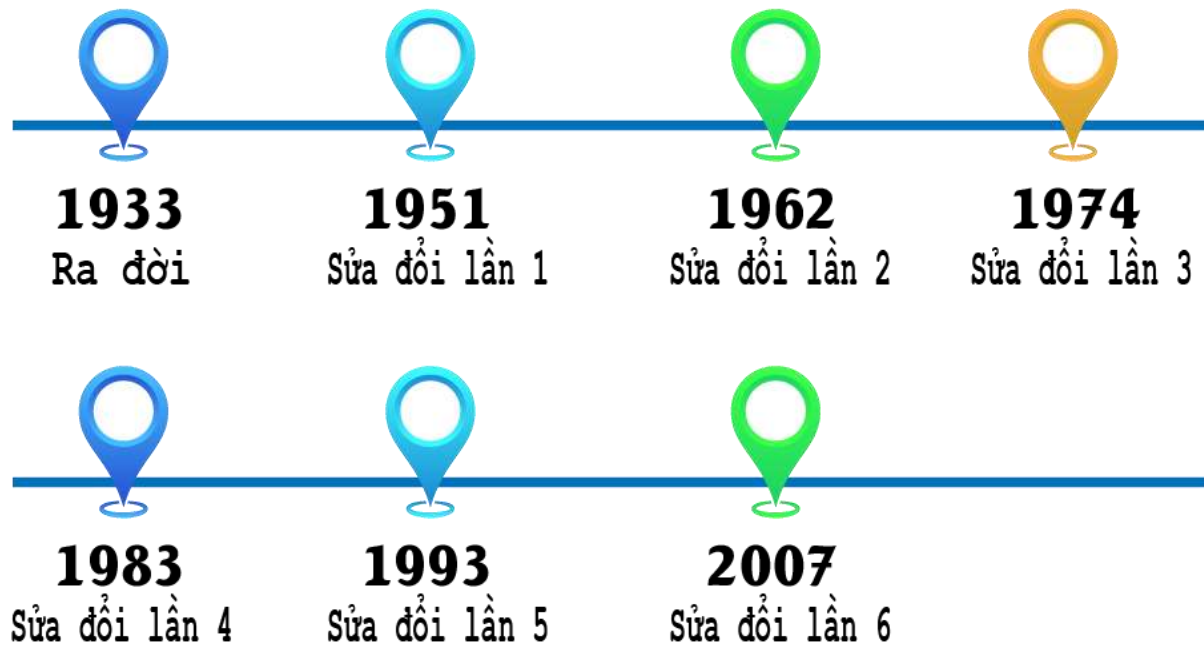 1933
Ra đời
1951
Sửa đổi lần 1
1962
Sửa đổi lần 2
1974
Sửa đổi lần 3
1983
Sửa đổi lần 4
1993
Sửa đổi lần 5
2007
Sửa đổi lần 6